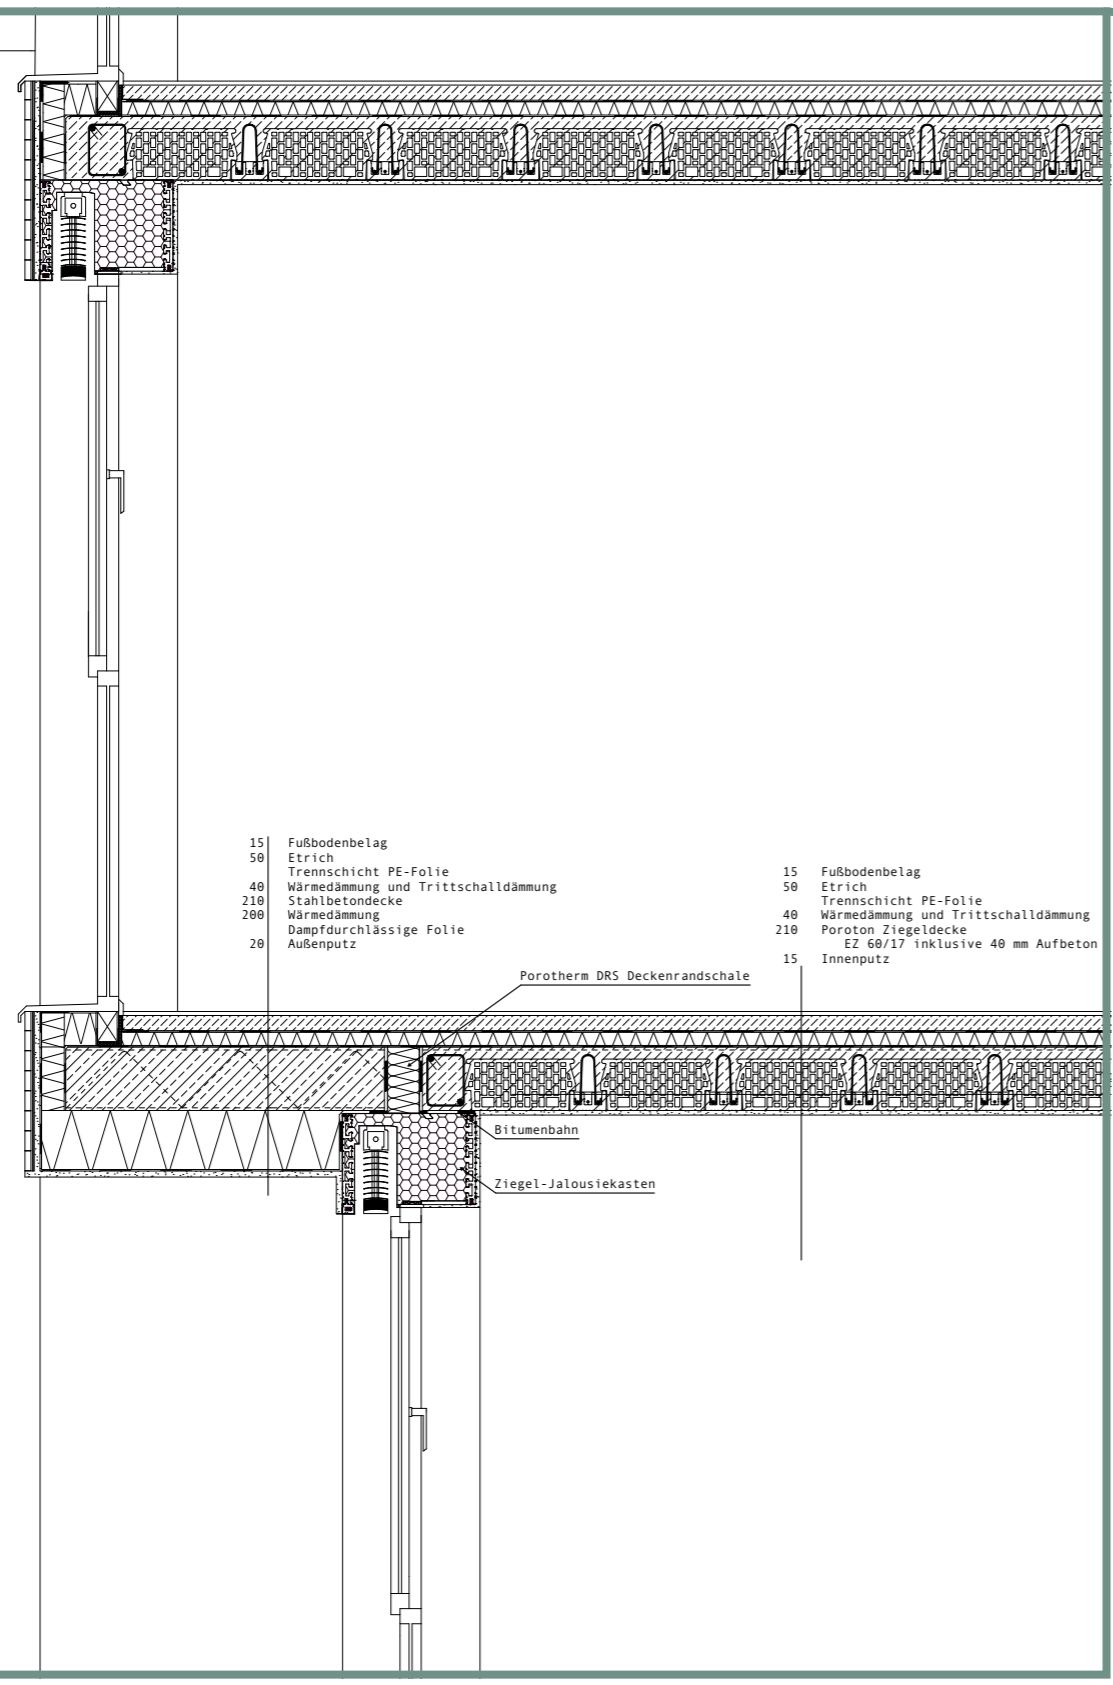 15 Fußbodenbelag
50 Etrich
Trennschicht PE-Folie
40 Wärmedämmung und Trittschalldämmung
210 Stahlbetondecke
200 Wärmedämmung
Dampfdurchlässige Folie
20 Außenputz
15 Fußbodenbelag
50 Etrich
Trennschicht PE-Folie
40 Wärmedämmung und Trittschalldämmung
210 Poroton Ziegeldecke
EZ 60/17 inklusive 40 mm Aufbeton
15 Innenputz
Porotherm DRS Deckenrandschale
Bitumenbahn
Ziegel-Jalousiekasten